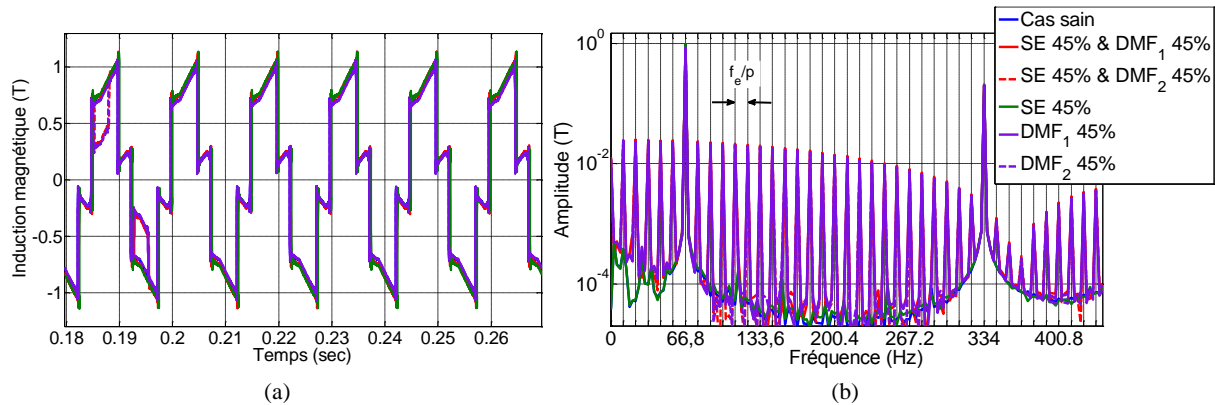 Induction magnétique (T)
1
0.5
0
-0.5
-1
0.18 0.19 0.2 0.21 0.22 0.23 0.24 0.25 0.26
Temps (sec)
(a)
Amplitude (T)
10^0
10^-2
10^-4
f_e/p
0 66,8 133,6 200.4 267.2 334 400.8
Fréquence (Hz)
(b)
Cas sain
SE 45% & DMF_1 45%
SE 45% & DMF_2 45%
SE 45%
DMF_1 45%
DMF_2 45%